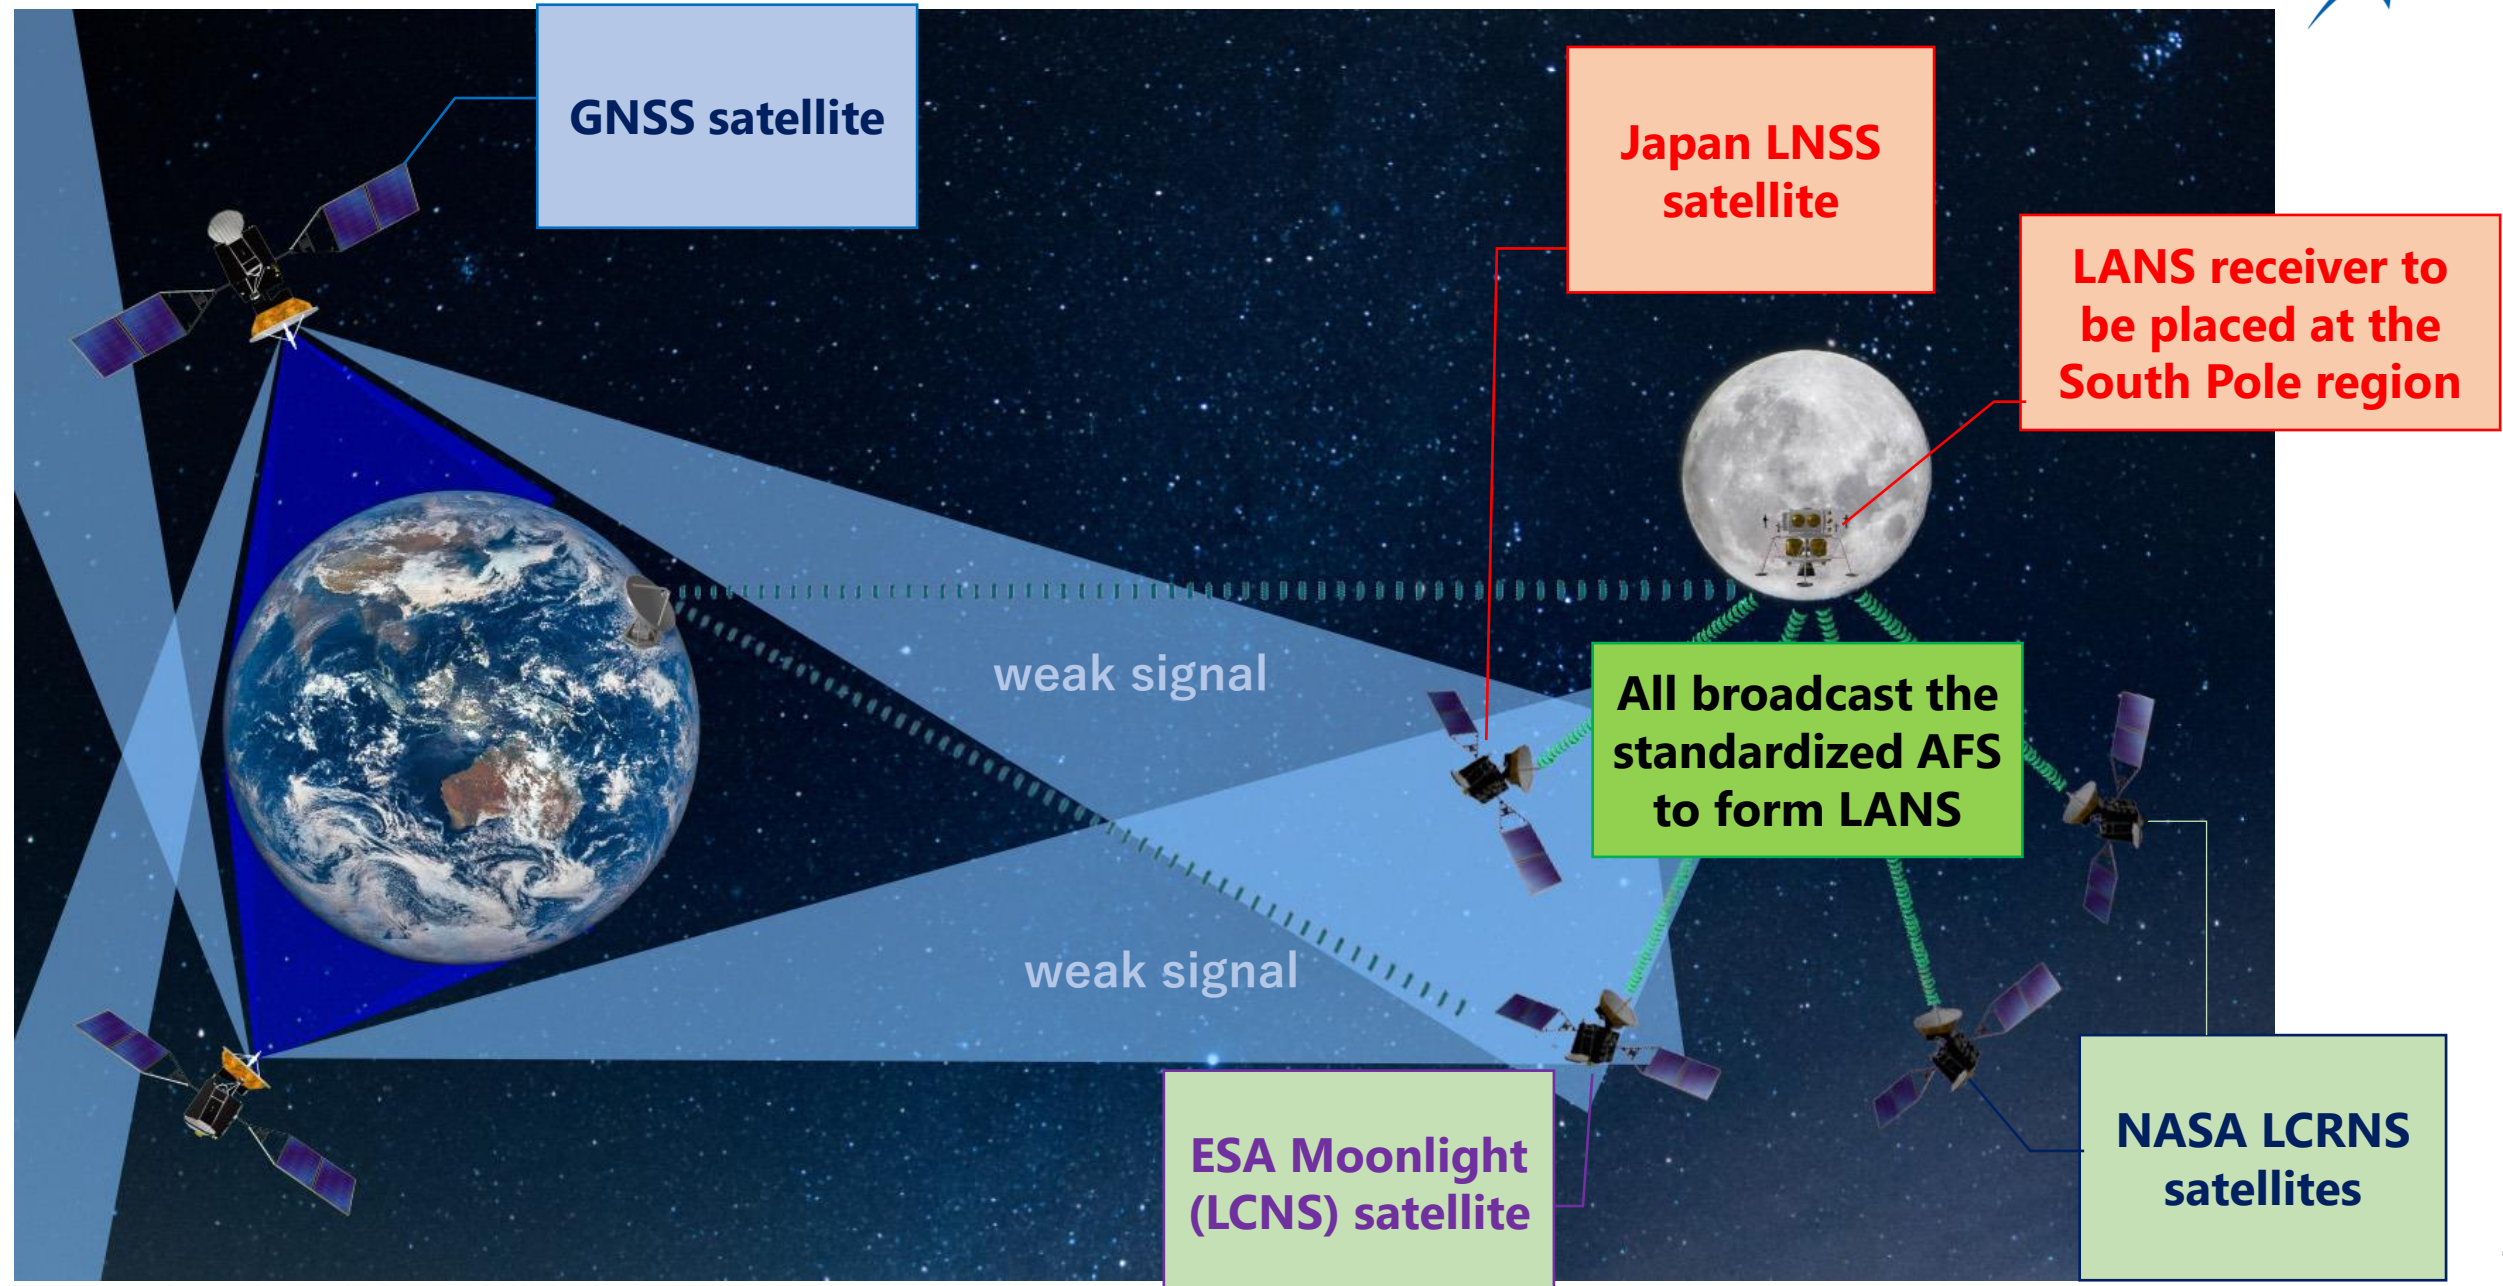 GNSS satellite
Japan LNSS
satellite
LANS receiver to
be placed at the
South Pole region
weak signal
All broadcast the
standardized AFS
to form LANS
weak signal
ESA Moonlight
(LCNS) satellite
NASA LCRNS
satellites